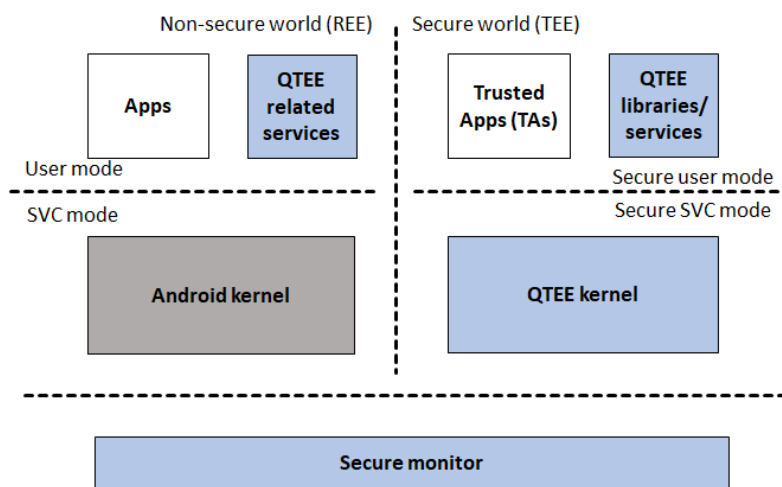 Non-secure world (REE)
Secure world (TEE)
Apps
QTEE
related
services
Trusted
Apps (TAs)
QTEE
libraries/
services
User mode
Secure user mode
SVC mode
Secure SVC mode
Android kernel
QTEE kernel
Secure monitor